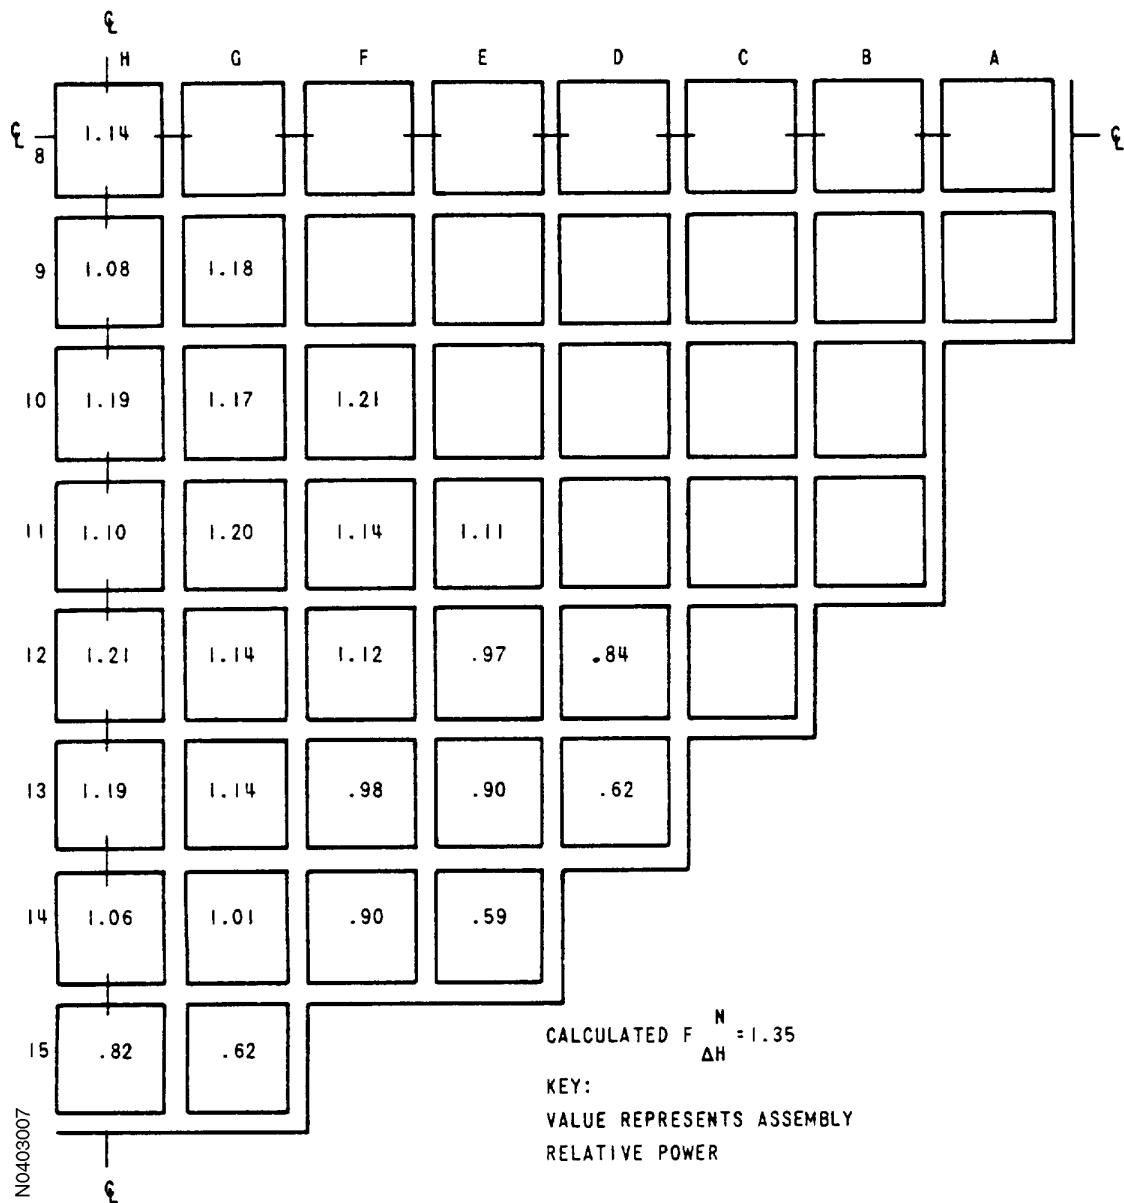 ℄
H G F E D C B A
℄ 1.14 ℄
8
9 1.08 1.18
10 1.19 1.17 1.21
11 1.10 1.20 1.14 1.11
12 1.21 1.14 1.12 .97 .84
13 1.19 1.14 .98 .90 .62
14 1.06 1.01 .90 .59
15 .82 .62
CALCULATED F N ΔH =1.35
KEY:
VALUE REPRESENTS ASSEMBLY
RELATIVE POWER
℄
N0403007